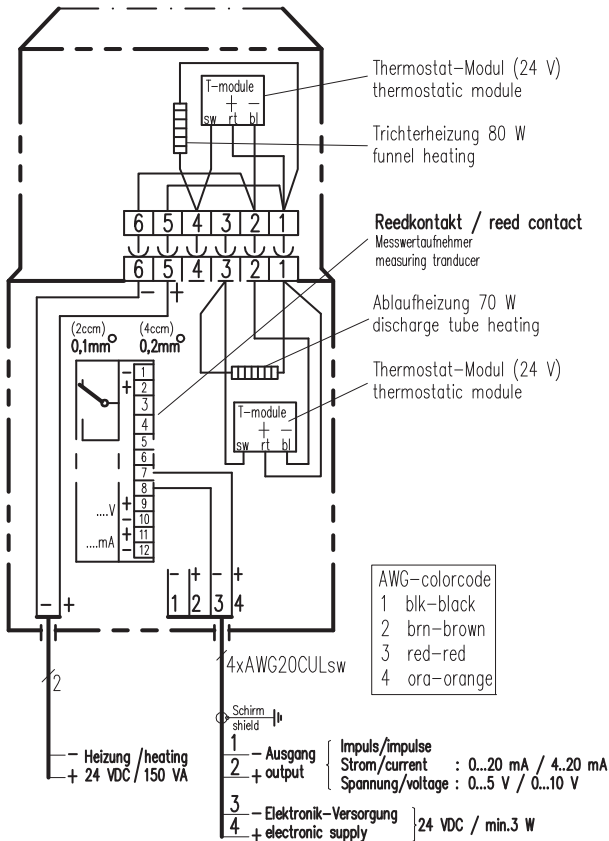 T-module
+ –
sw rt bl
Thermostat-Modul (24 V)
thermostatic module
Trichterheizung 80 W
funnel heating
6 5 4 3 2 1
6 5 4 3 2 1
– +
Reedkontakt / reed contact
Messwertaufnehmer
measuring tranducer
(2ccm) (4ccm)
0,1mm° 0,2mm°
Ablaufheizung 70 W
discharge tube heating
Thermostat-Modul (24 V)
thermostatic module
T-module
+ –
sw rt bl
– 1
+ 2
3
4
5
6
7
8
....V + 9
– 10
....mA + 11
– 12
– +
– + – +
1 2 3 4
AWG-colorcode
1 blk-black
2 brn-brown
3 red-red
4 ora-orange
2
4xAWG20CULsw
Schirm
shield
– Heizung / heating
+ 24 VDC / 150 VA
1 – Ausgang
2 + output
Impuls/impulse
Strom/current : 0...20 mA / 4..20 mA
Spannung/voltage : 0...5 V / 0...10 V
3 – Elektronik-Versorgung
4 + electronic supply
24 VDC / min.3 W